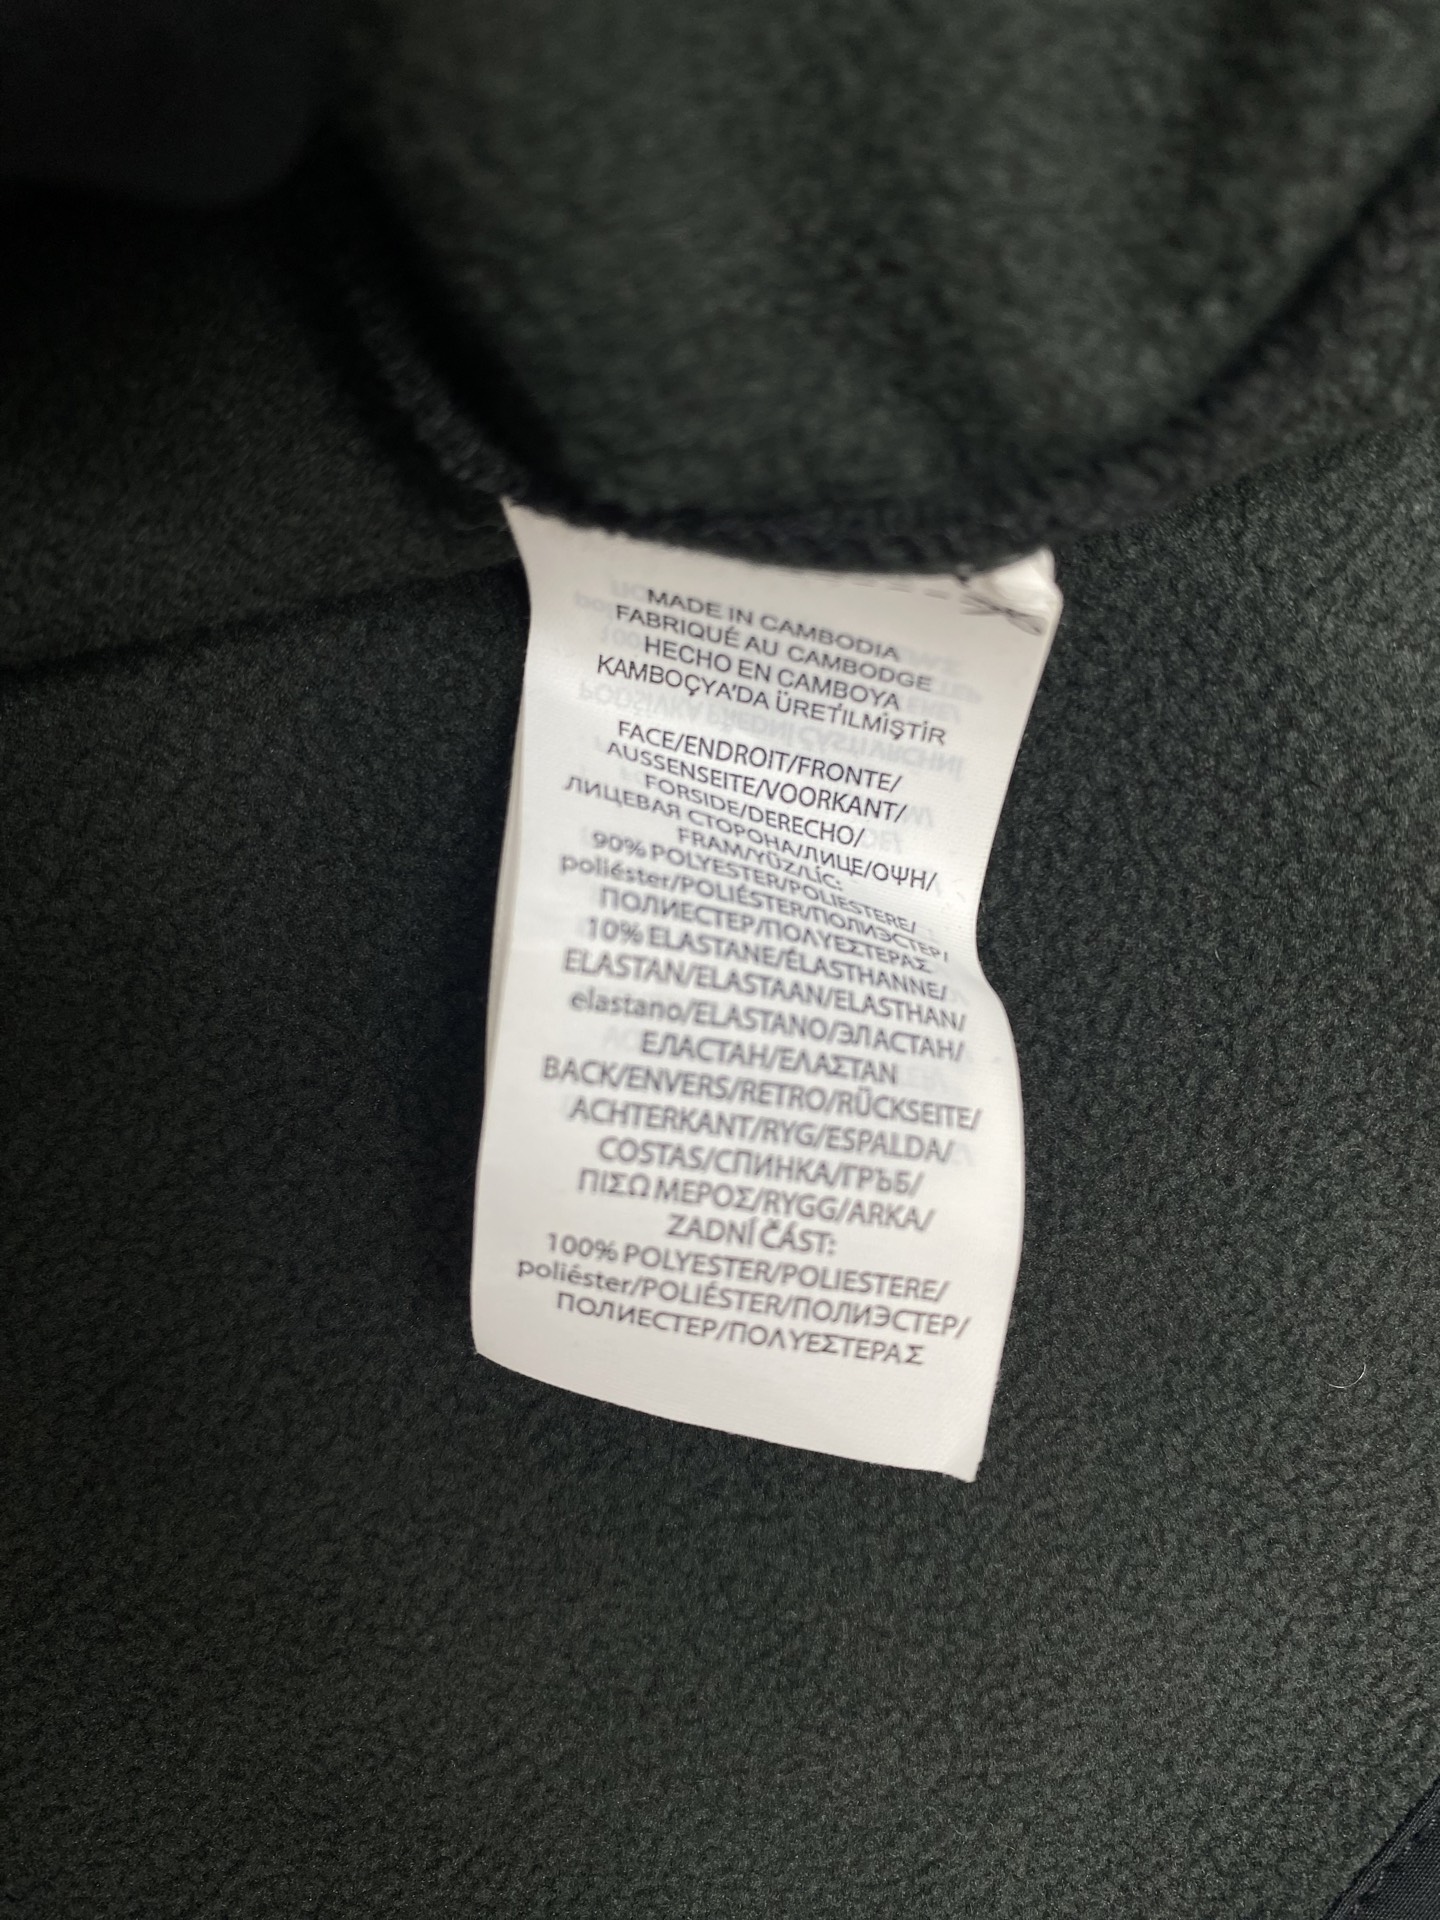 MADE IN CAMBODIA
FABRIQUÉ AU CAMBODGE
HECHO EN CAMBOYA
KAMBOÇYA'DA ÜRETİLMİŞTİR
FACE/ENDROIT/FRONTE/
AUSSENSEITE/VOORKANT/
FORSIDE/DERECHO/
ЛИЦЕВАЯ СТОРОНА/ЛИЦЕ/ΟΨΗ/
FRAM/YÜZ/LÍC:
90% POLYESTER/POLIESTERE/
poliéster/POLIÉSTER/ПОЛИЭСТЕР/
ПОЛИЕСТЕР/ΠΟΛΥΕΣΤΕΡΑΣ
10% ELASTANE/ÉLASTHANNE/
ELASTAN/ELASTAAN/ELASTHAN/
elastano/ELASTANO/ЭЛАСТАН/
ЕЛАСТАН/ΕΛΑΣΤΑΝ
BACK/ENVERS/RETRO/RÜCKSEITE/
ACHTERKANT/RYG/ESPALDA/
COSTAS/СПИНКА/ГРЪБ/
ΠΙΣΩ ΜΕΡΟΣ/RYGG/ARKA/
ZADNÍ ČÁST:
100% POLYESTER/POLIESTERE/
poliéster/POLIÉSTER/ПОЛИЭСТЕР/
ПОЛИЕСТЕР/ΠΟΛΥΕΣΤΕΡΑΣ